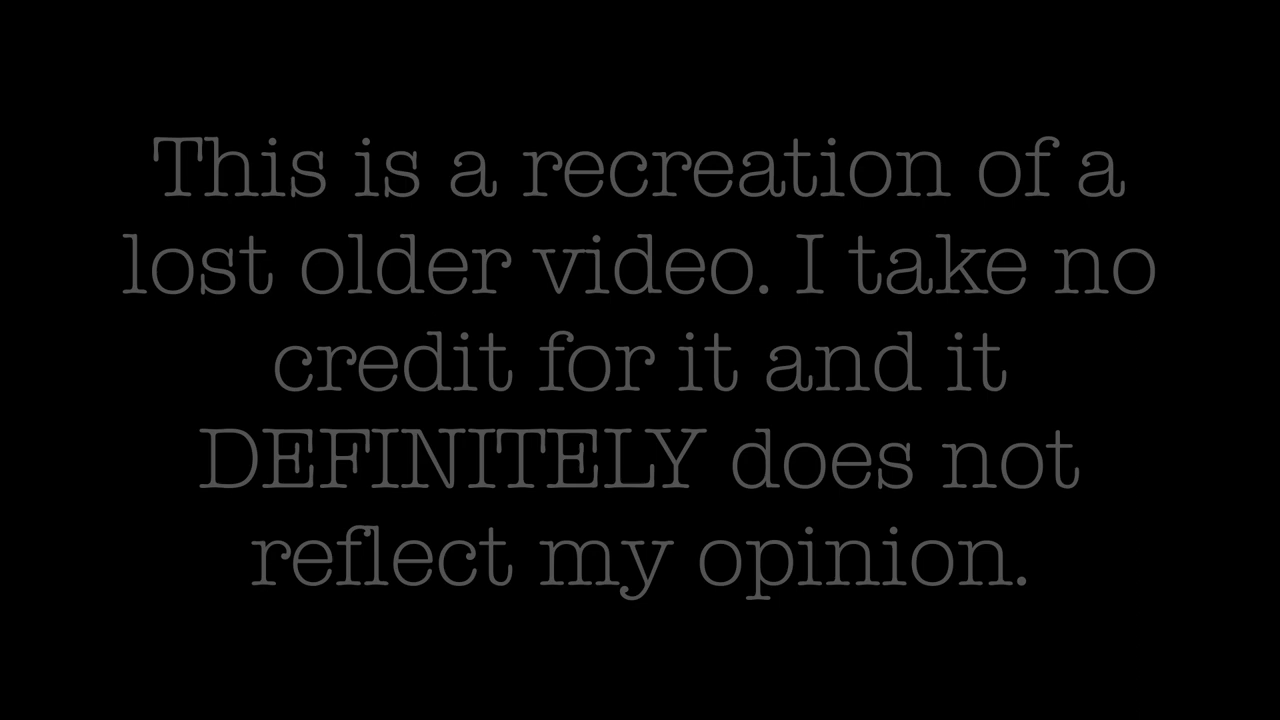 This is a recreation of a
lost older video. I take no
credit for it and it
DEFINITELY does not
reflect my opinion.